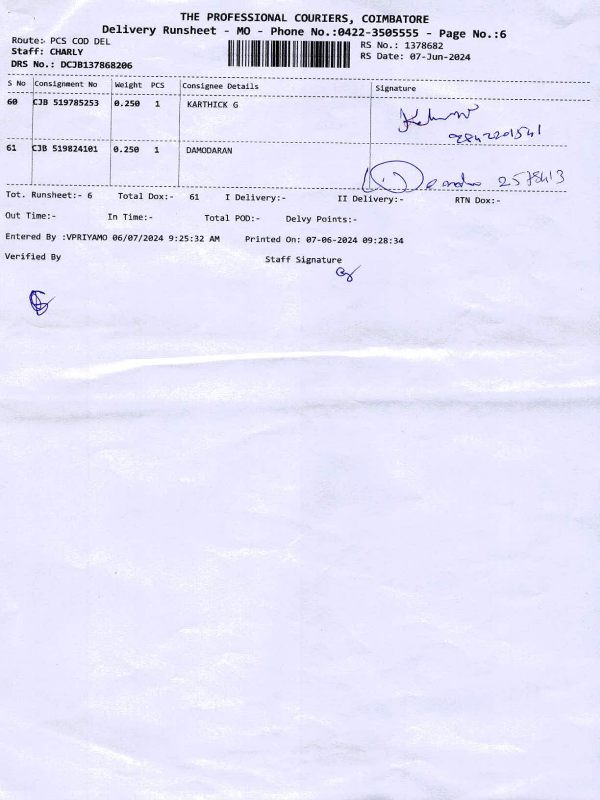 THE PROFESSIONAL COURIERS, COIMBATORE
Delivery Runsheet - MO - Phone No.:0422-3505555 - Page No.:6
Route:- PCS COD DEL RS No.: 1378682
Staff: CHARLY RS Date: 07-Jun-2024
DRS No.: DCJB137868206
S No Consignment No Weight PCS Consignee Details Signature
60 CJB 519785253 0.250 1 KARTHICK G
9842201541
61 CJB 519824101 0.250 1 DAMODARAN
2578413
Tot. Runsheet:- 6 Total Dox:- 61 I Delivery:- II Delivery:- RTN Dox:-
Out Time:- In Time:- Total POD:- Delvy Points:-
Entered By :VPRIYAMO 06/07/2024 9:25:32 AM Printed On: 07-06-2024 09:28:34
Verified By Staff Signature